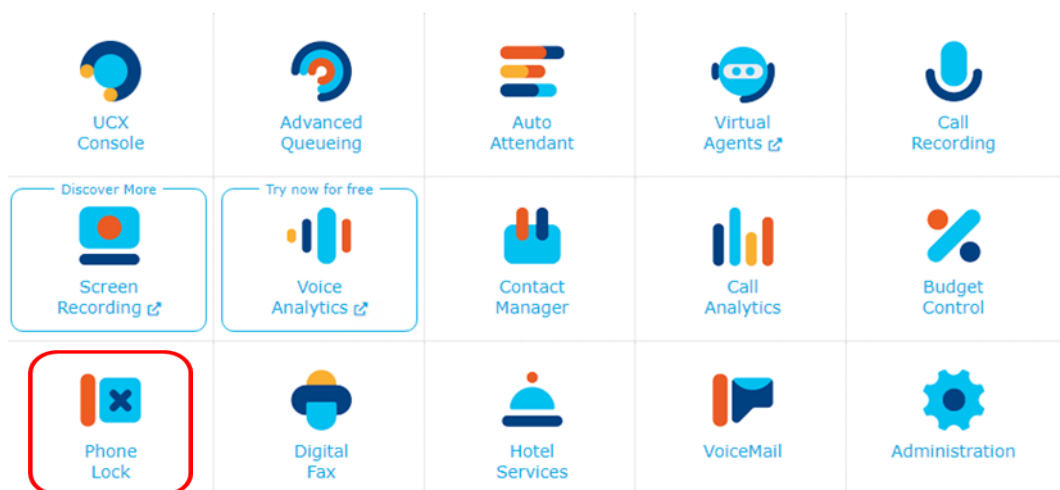 UCX
Console
Advanced
Queueing
Auto
Attendant
Virtual
Agents
Call
Recording
Discover More
Screen
Recording
Try now for free
Voice
Analytics
Contact
Manager
Call
Analytics
Budget
Control
Phone
Lock
Digital
Fax
Hotel
Services
VoiceMail
Administration